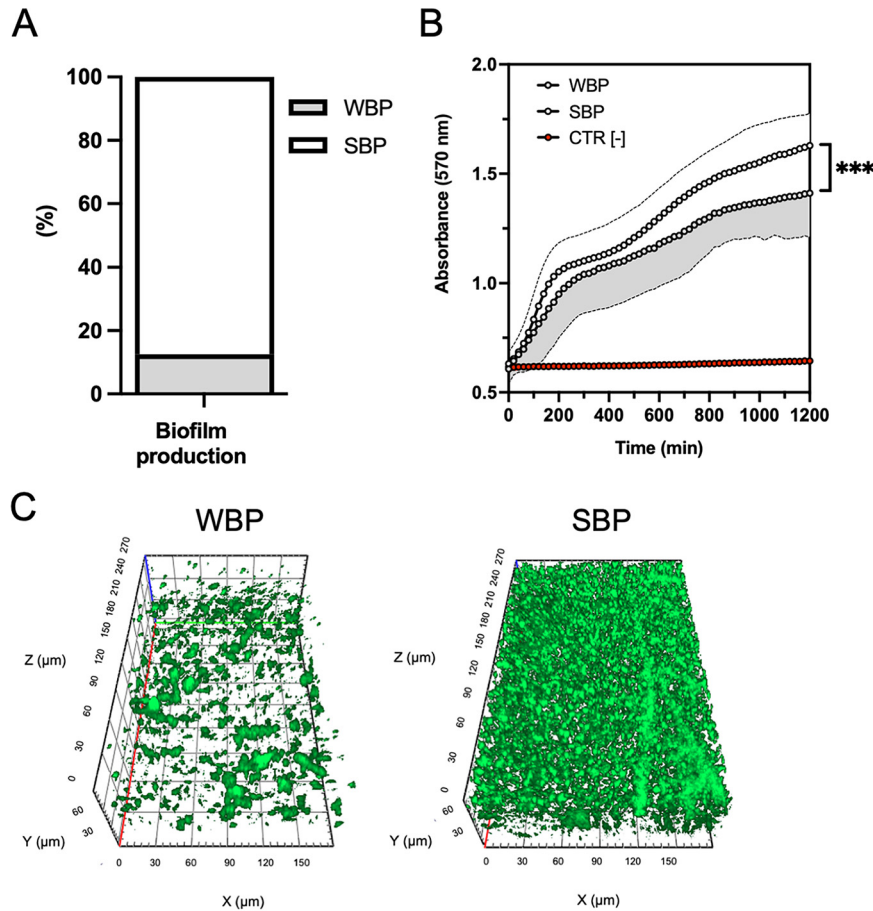 A
100
80
60
40
20
0
(%)
Biofilm
production
WBP
SBP
B
2.0
1.5
1.0
0.5
Absorbance (570 nm)
WBP
SBP
CTR [-]
***
0 200 400 600 800 1000 1200
Time (min)
C
WBP
270
240
210
180
150
120
90
60
30
0
Z (µm)
60
30
Y (µm)
0 30 60 90 120 150
X (µm)
SBP
270
240
210
180
150
120
90
60
30
0
Z (µm)
60
30
Y (µm)
0 30 60 90 120 150
X (µm)